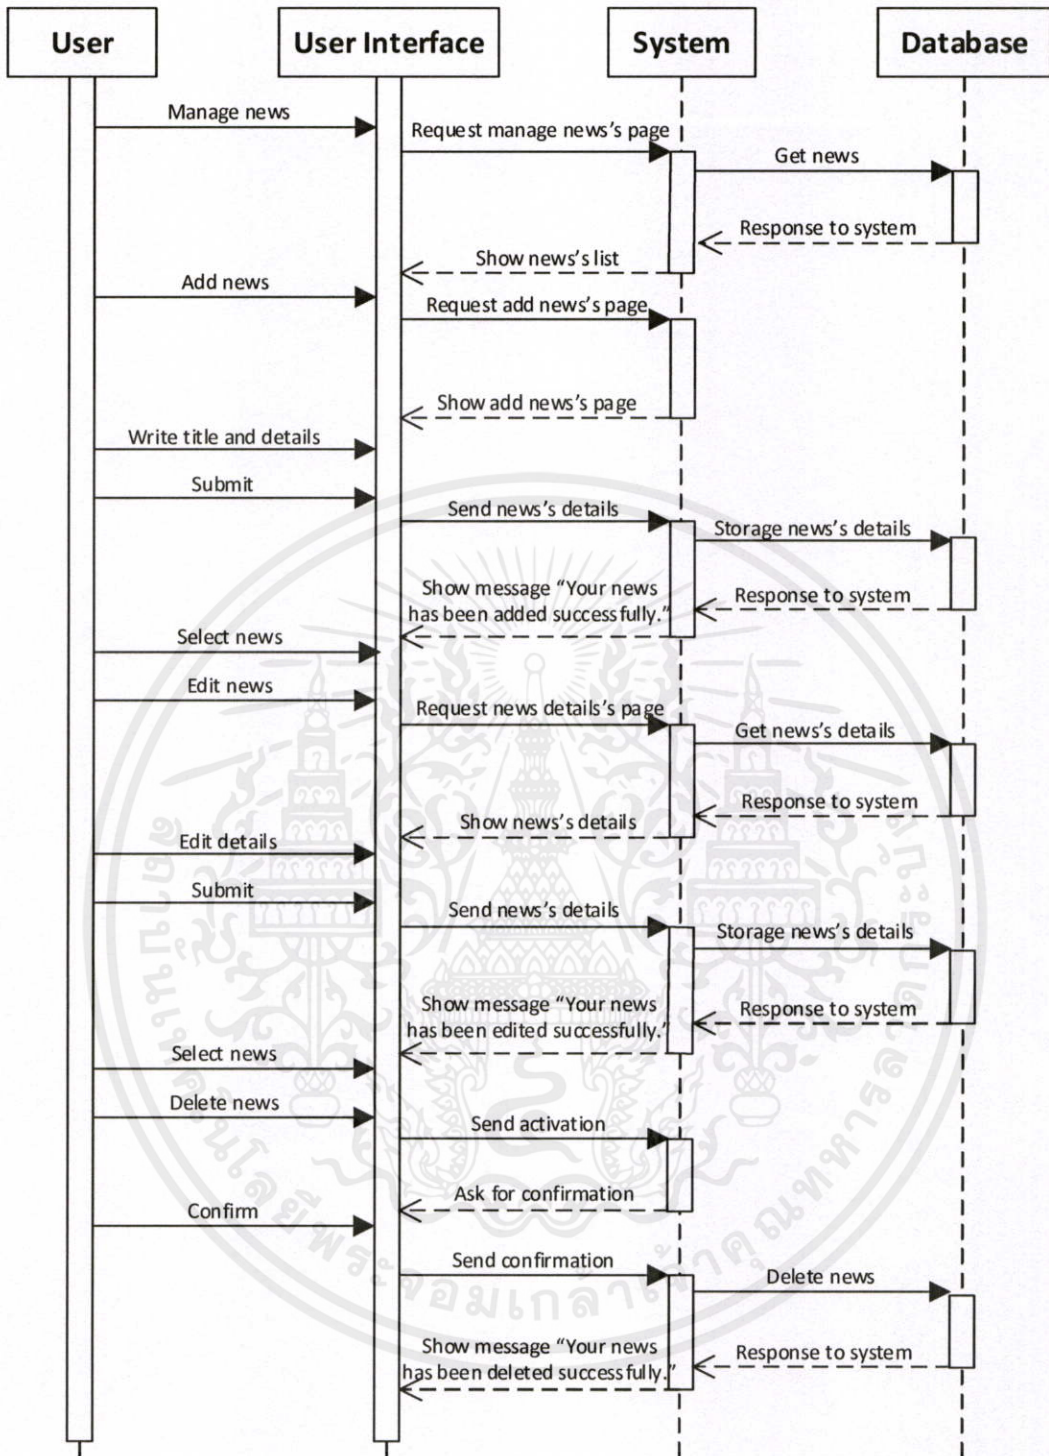 User
User Interface
System
Database
Manage news
Request manage news's page
Get news
Response to system
Show news's list
Add news
Request add news's page
Show add news's page
Write title and details
Submit
Send news's details
Storage news's details
Show message “Your news
has been added successfully.”
Response to system
Select news
Edit news
Request news details's page
Get news's details
Response to system
Show news's details
Edit details
Submit
Send news's details
Storage news's details
Show message “Your news
has been edited successfully.”
Response to system
Select news
Delete news
Send activation
Ask for confirmation
Confirm
Send confirmation
Delete news
Show message “Your news
has been deleted successfully.”
Response to system